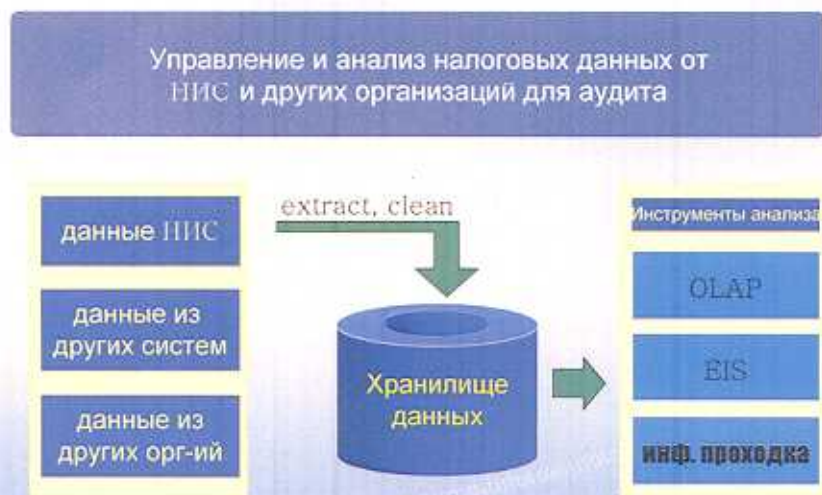 Управление и анализ налоговых данных от
НИС и других организаций для аудита
данные НИС
данные из
других систем
данные из
других орг-ий
extract, clean
Хранилище
данных
Инструменты анализа
OLAP
EIS
инф. проходка